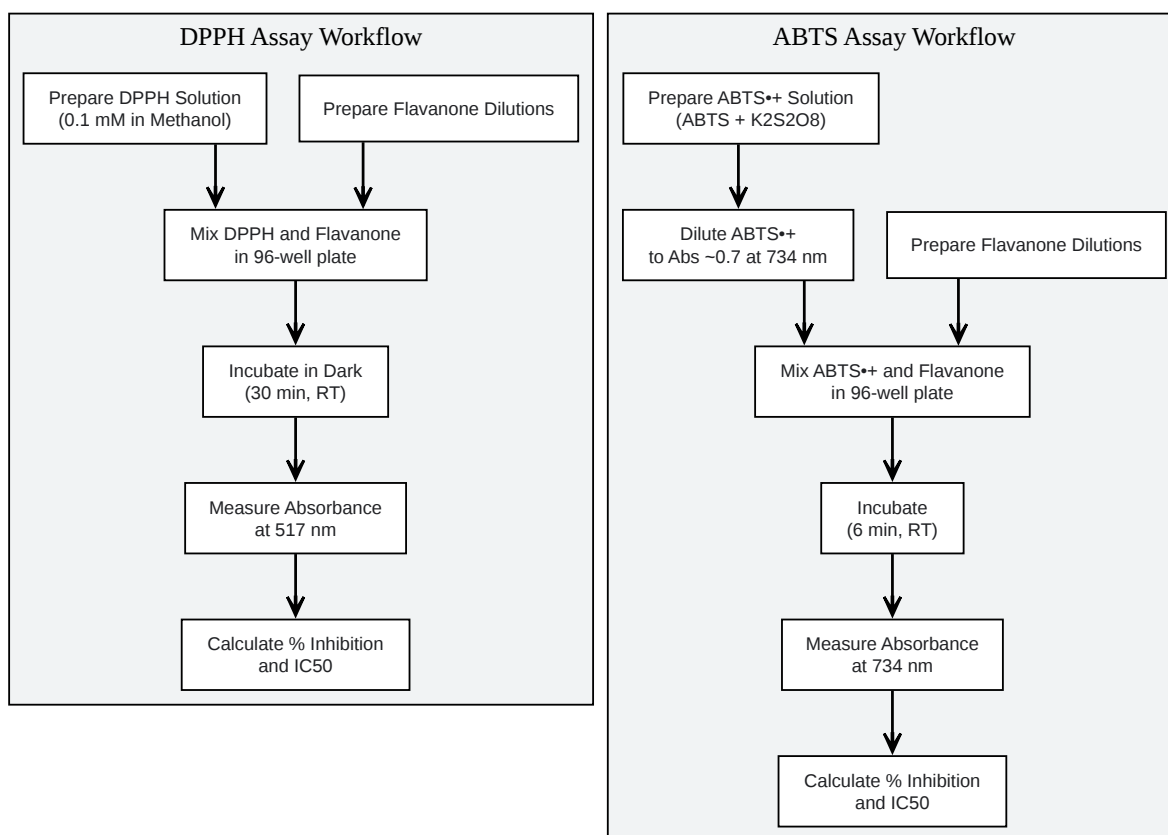 DPPH Assay Workflow
Prepare DPPH Solution
(0.1 mM in Methanol)
Prepare Flavanone Dilutions
Mix DPPH and Flavanone
in 96-well plate
Incubate in Dark
(30 min, RT)
Measure Absorbance
at 517 nm
Calculate % Inhibition
and IC50
ABTS Assay Workflow
Prepare ABTS•+ Solution
(ABTS + K2S2O8)
Dilute ABTS•+
to Abs ~0.7 at 734 nm
Prepare Flavanone Dilutions
Mix ABTS•+ and Flavanone
in 96-well plate
Incubate
(6 min, RT)
Measure Absorbance
at 734 nm
Calculate % Inhibition
and IC50